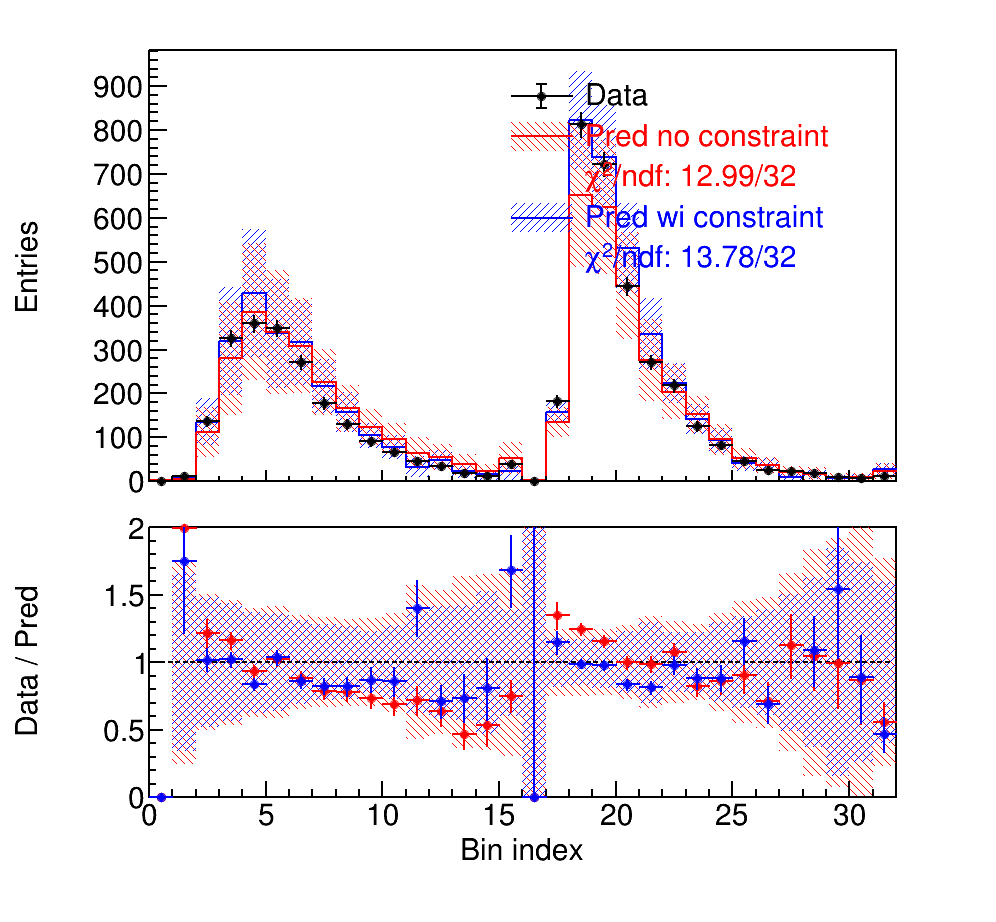 900
800
700
600
500
400
300
200
100
0
Entries
Data
Pred no constraint
χ²/ndf: 12.99/32
Pred wi constraint
χ²/ndf: 13.78/32
2
1.5
1
0.5
0
Data / Pred
0 5 10 15 20 25 30
Bin index